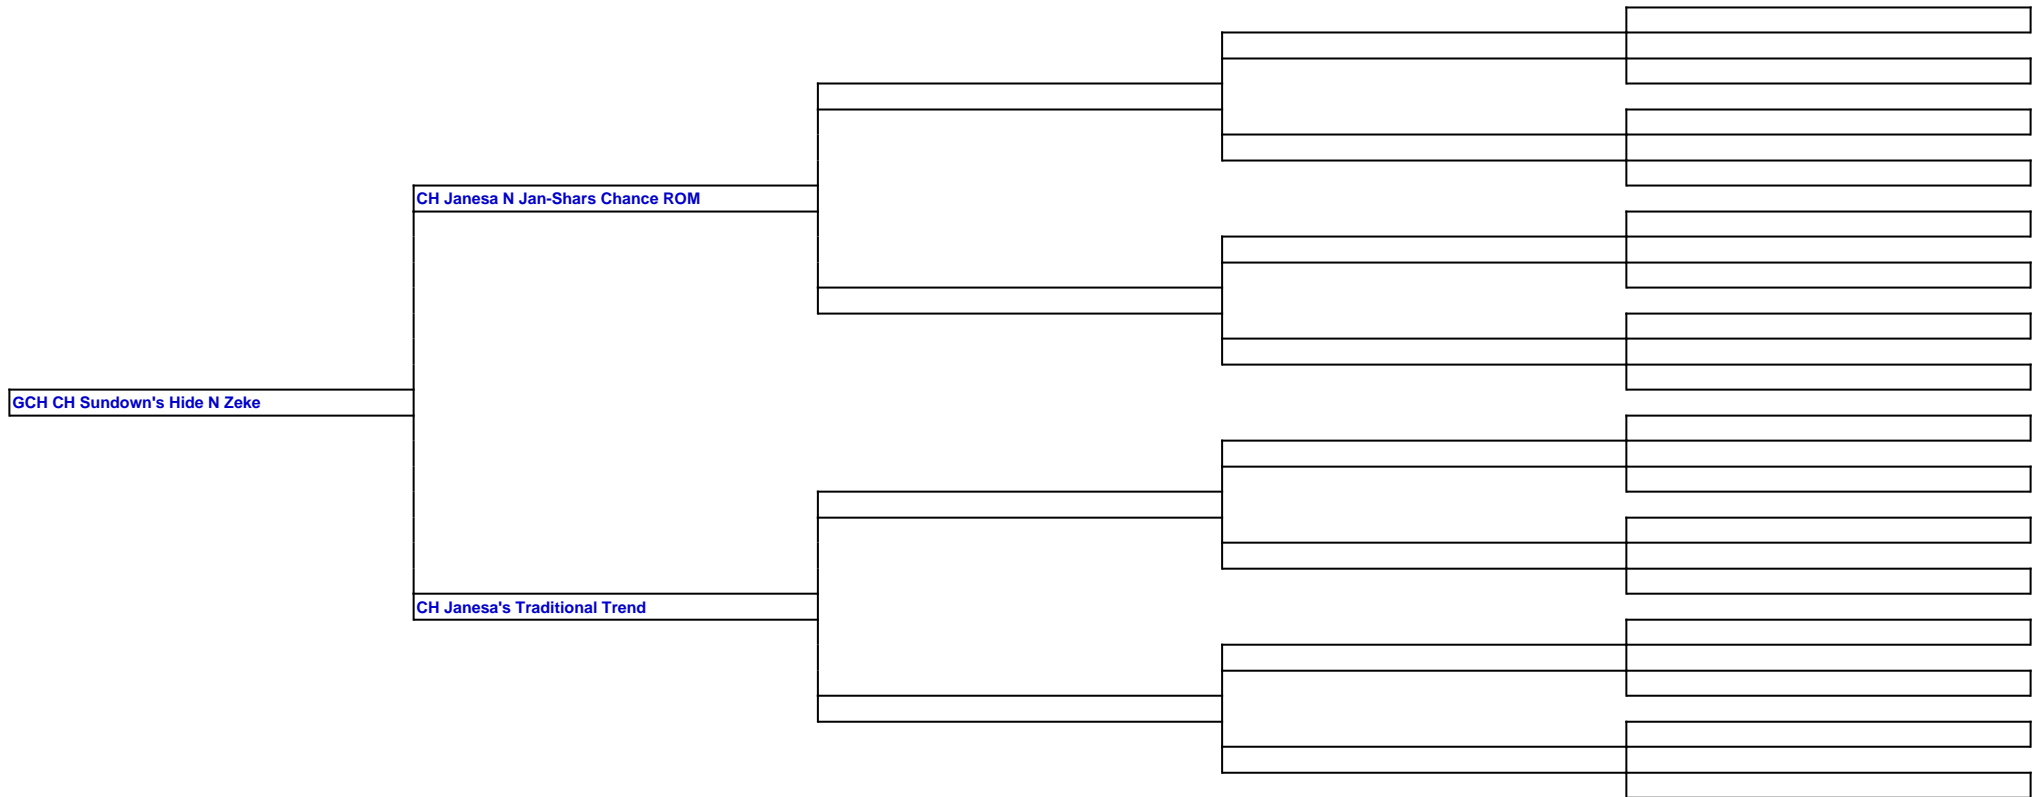 CH Janesa N Jan-Shars Chance ROM
GCH CH Sundown's Hide N Zeke
CH Janesa's Traditional Trend